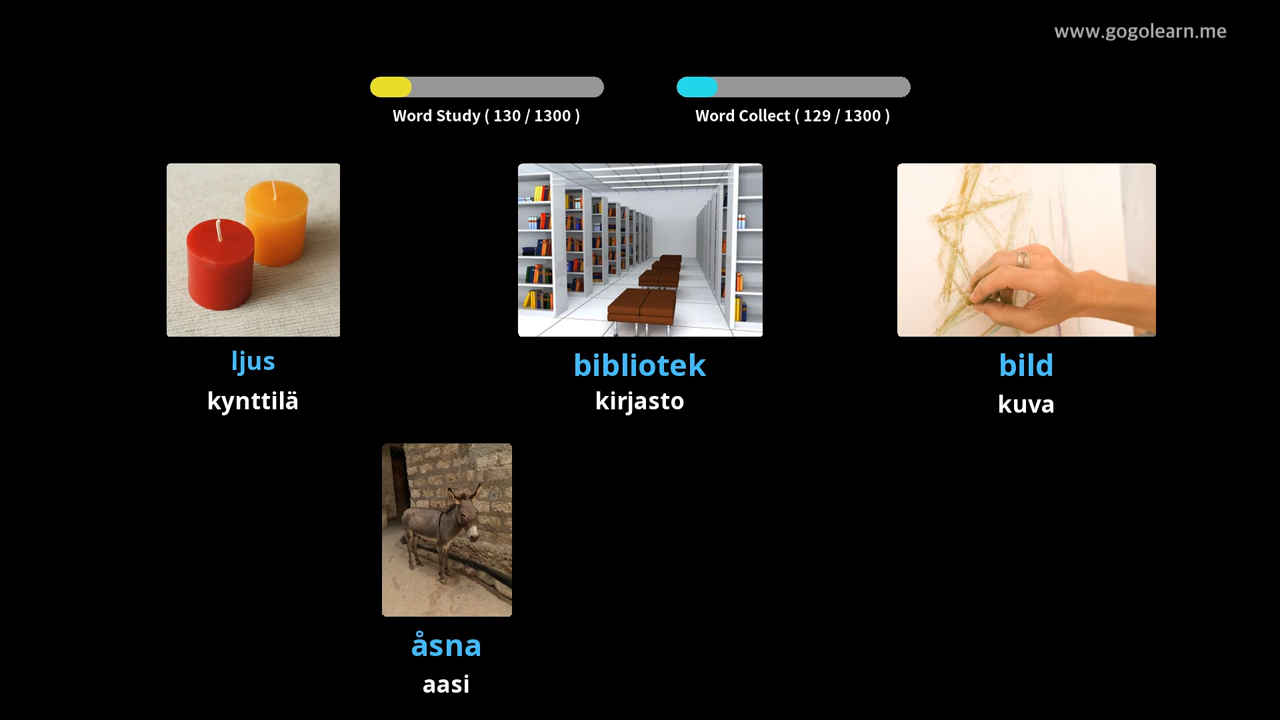 www.gogolearn.me
Word Study ( 130 / 1300 )
Word Collect ( 129 / 1300 )
ljus
kynttilä
bibliotek
kirjasto
bild
kuva
åsna
aasi